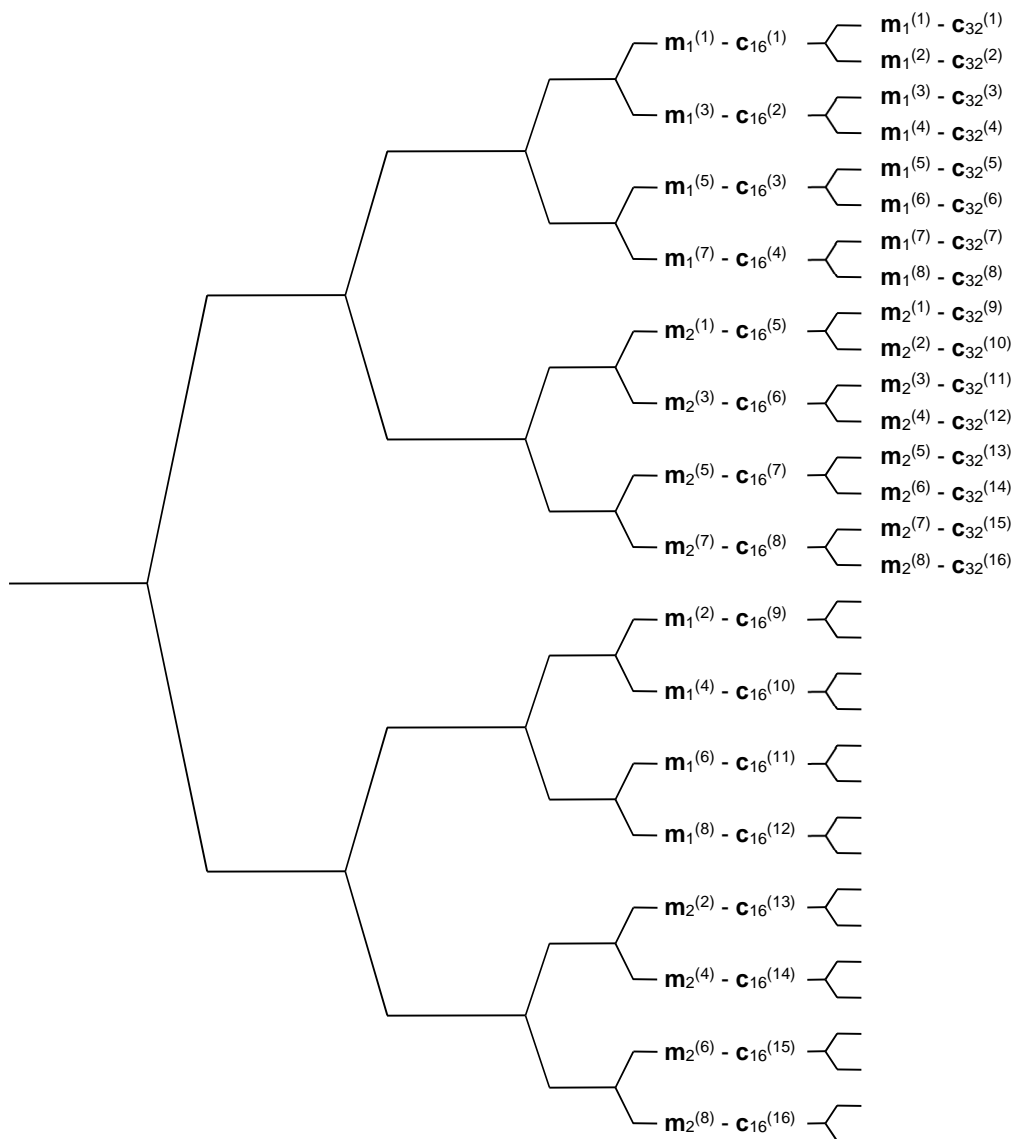 m₁⁽¹⁾ - c₁₆⁽¹⁾
m₁⁽³⁾ - c₁₆⁽²⁾
m₁⁽⁵⁾ - c₁₆⁽³⁾
m₁⁽⁷⁾ - c₁₆⁽⁴⁾
m₂⁽¹⁾ - c₁₆⁽⁵⁾
m₂⁽³⁾ - c₁₆⁽⁶⁾
m₂⁽⁵⁾ - c₁₆⁽⁷⁾
m₂⁽⁷⁾ - c₁₆⁽⁸⁾
m₁⁽²⁾ - c₁₆⁽⁹⁾
m₁⁽⁴⁾ - c₁₆⁽¹⁰⁾
m₁⁽⁶⁾ - c₁₆⁽¹¹⁾
m₁⁽⁸⁾ - c₁₆⁽¹²⁾
m₂⁽²⁾ - c₁₆⁽¹³⁾
m₂⁽⁴⁾ - c₁₆⁽¹⁴⁾
m₂⁽⁶⁾ - c₁₆⁽¹⁵⁾
m₂⁽⁸⁾ - c₁₆⁽¹⁶⁾
m₁⁽¹⁾ - c₃₂⁽¹⁾
m₁⁽²⁾ - c₃₂⁽²⁾
m₁⁽³⁾ - c₃₂⁽³⁾
m₁⁽⁴⁾ - c₃₂⁽⁴⁾
m₁⁽⁵⁾ - c₃₂⁽⁵⁾
m₁⁽⁶⁾ - c₃₂⁽⁶⁾
m₁⁽⁷⁾ - c₃₂⁽⁷⁾
m₁⁽⁸⁾ - c₃₂⁽⁸⁾
m₂⁽¹⁾ - c₃₂⁽⁹⁾
m₂⁽²⁾ - c₃₂⁽¹⁰⁾
m₂⁽³⁾ - c₃₂⁽¹¹⁾
m₂⁽⁴⁾ - c₃₂⁽¹²⁾
m₂⁽⁵⁾ - c₃₂⁽¹³⁾
m₂⁽⁶⁾ - c₃₂⁽¹⁴⁾
m₂⁽⁷⁾ - c₃₂⁽¹⁵⁾
m₂⁽⁸⁾ - c₃₂⁽¹⁶⁾